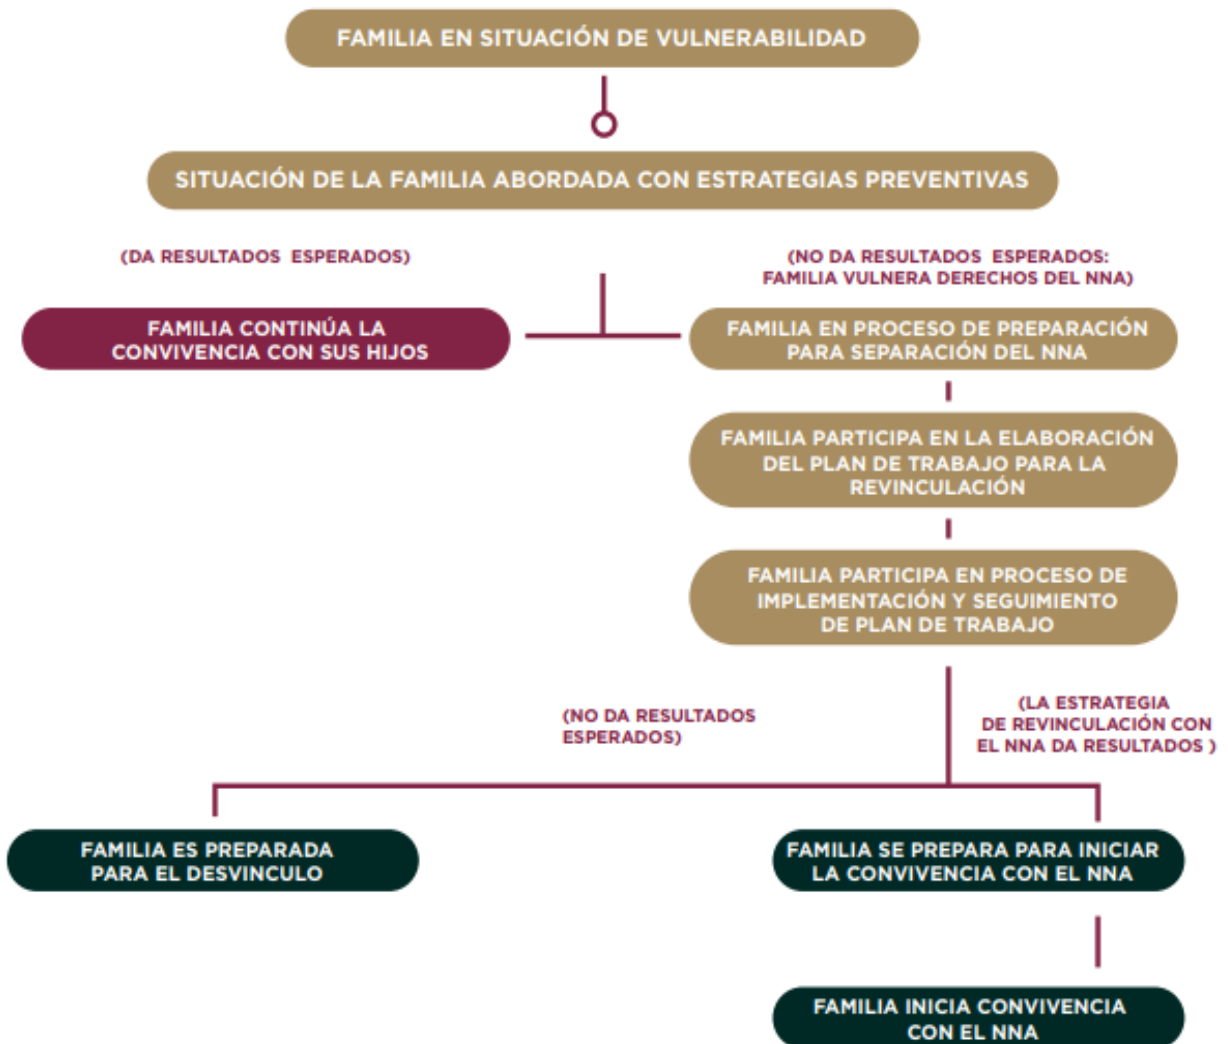 FAMILIA EN SITUACIÓN DE VULNERABILIDAD
SITUACIÓN DE LA FAMILIA ABORDADA CON ESTRATEGIAS PREVENTIVAS
(DA RESULTADOS ESPERADOS)
(NO DA RESULTADOS ESPERADOS:
FAMILIA VULNERA DERECHOS DEL NNA)
FAMILIA CONTINÚA LA
CONVIVENCIA CON SUS HIJOS
FAMILIA EN PROCESO DE PREPARACIÓN
PARA SEPARACIÓN DEL NNA
FAMILIA PARTICIPA EN LA ELABORACIÓN
DEL PLAN DE TRABAJO PARA LA
REVINCULACIÓN
FAMILIA PARTICIPA EN PROCESO DE
IMPLEMENTACIÓN Y SEGUIMIENTO
DE PLAN DE TRABAJO
(NO DA RESULTADOS
ESPERADOS)
(LA ESTRATEGIA
DE REVINCULACIÓN CON
EL NNA DA RESULTADOS )
FAMILIA ES PREPARADA
PARA EL DESVINCULO
FAMILIA SE PREPARA PARA INICIAR
LA CONVIVENCIA CON EL NNA
FAMILIA INICIA CONVIVENCIA
CON EL NNA